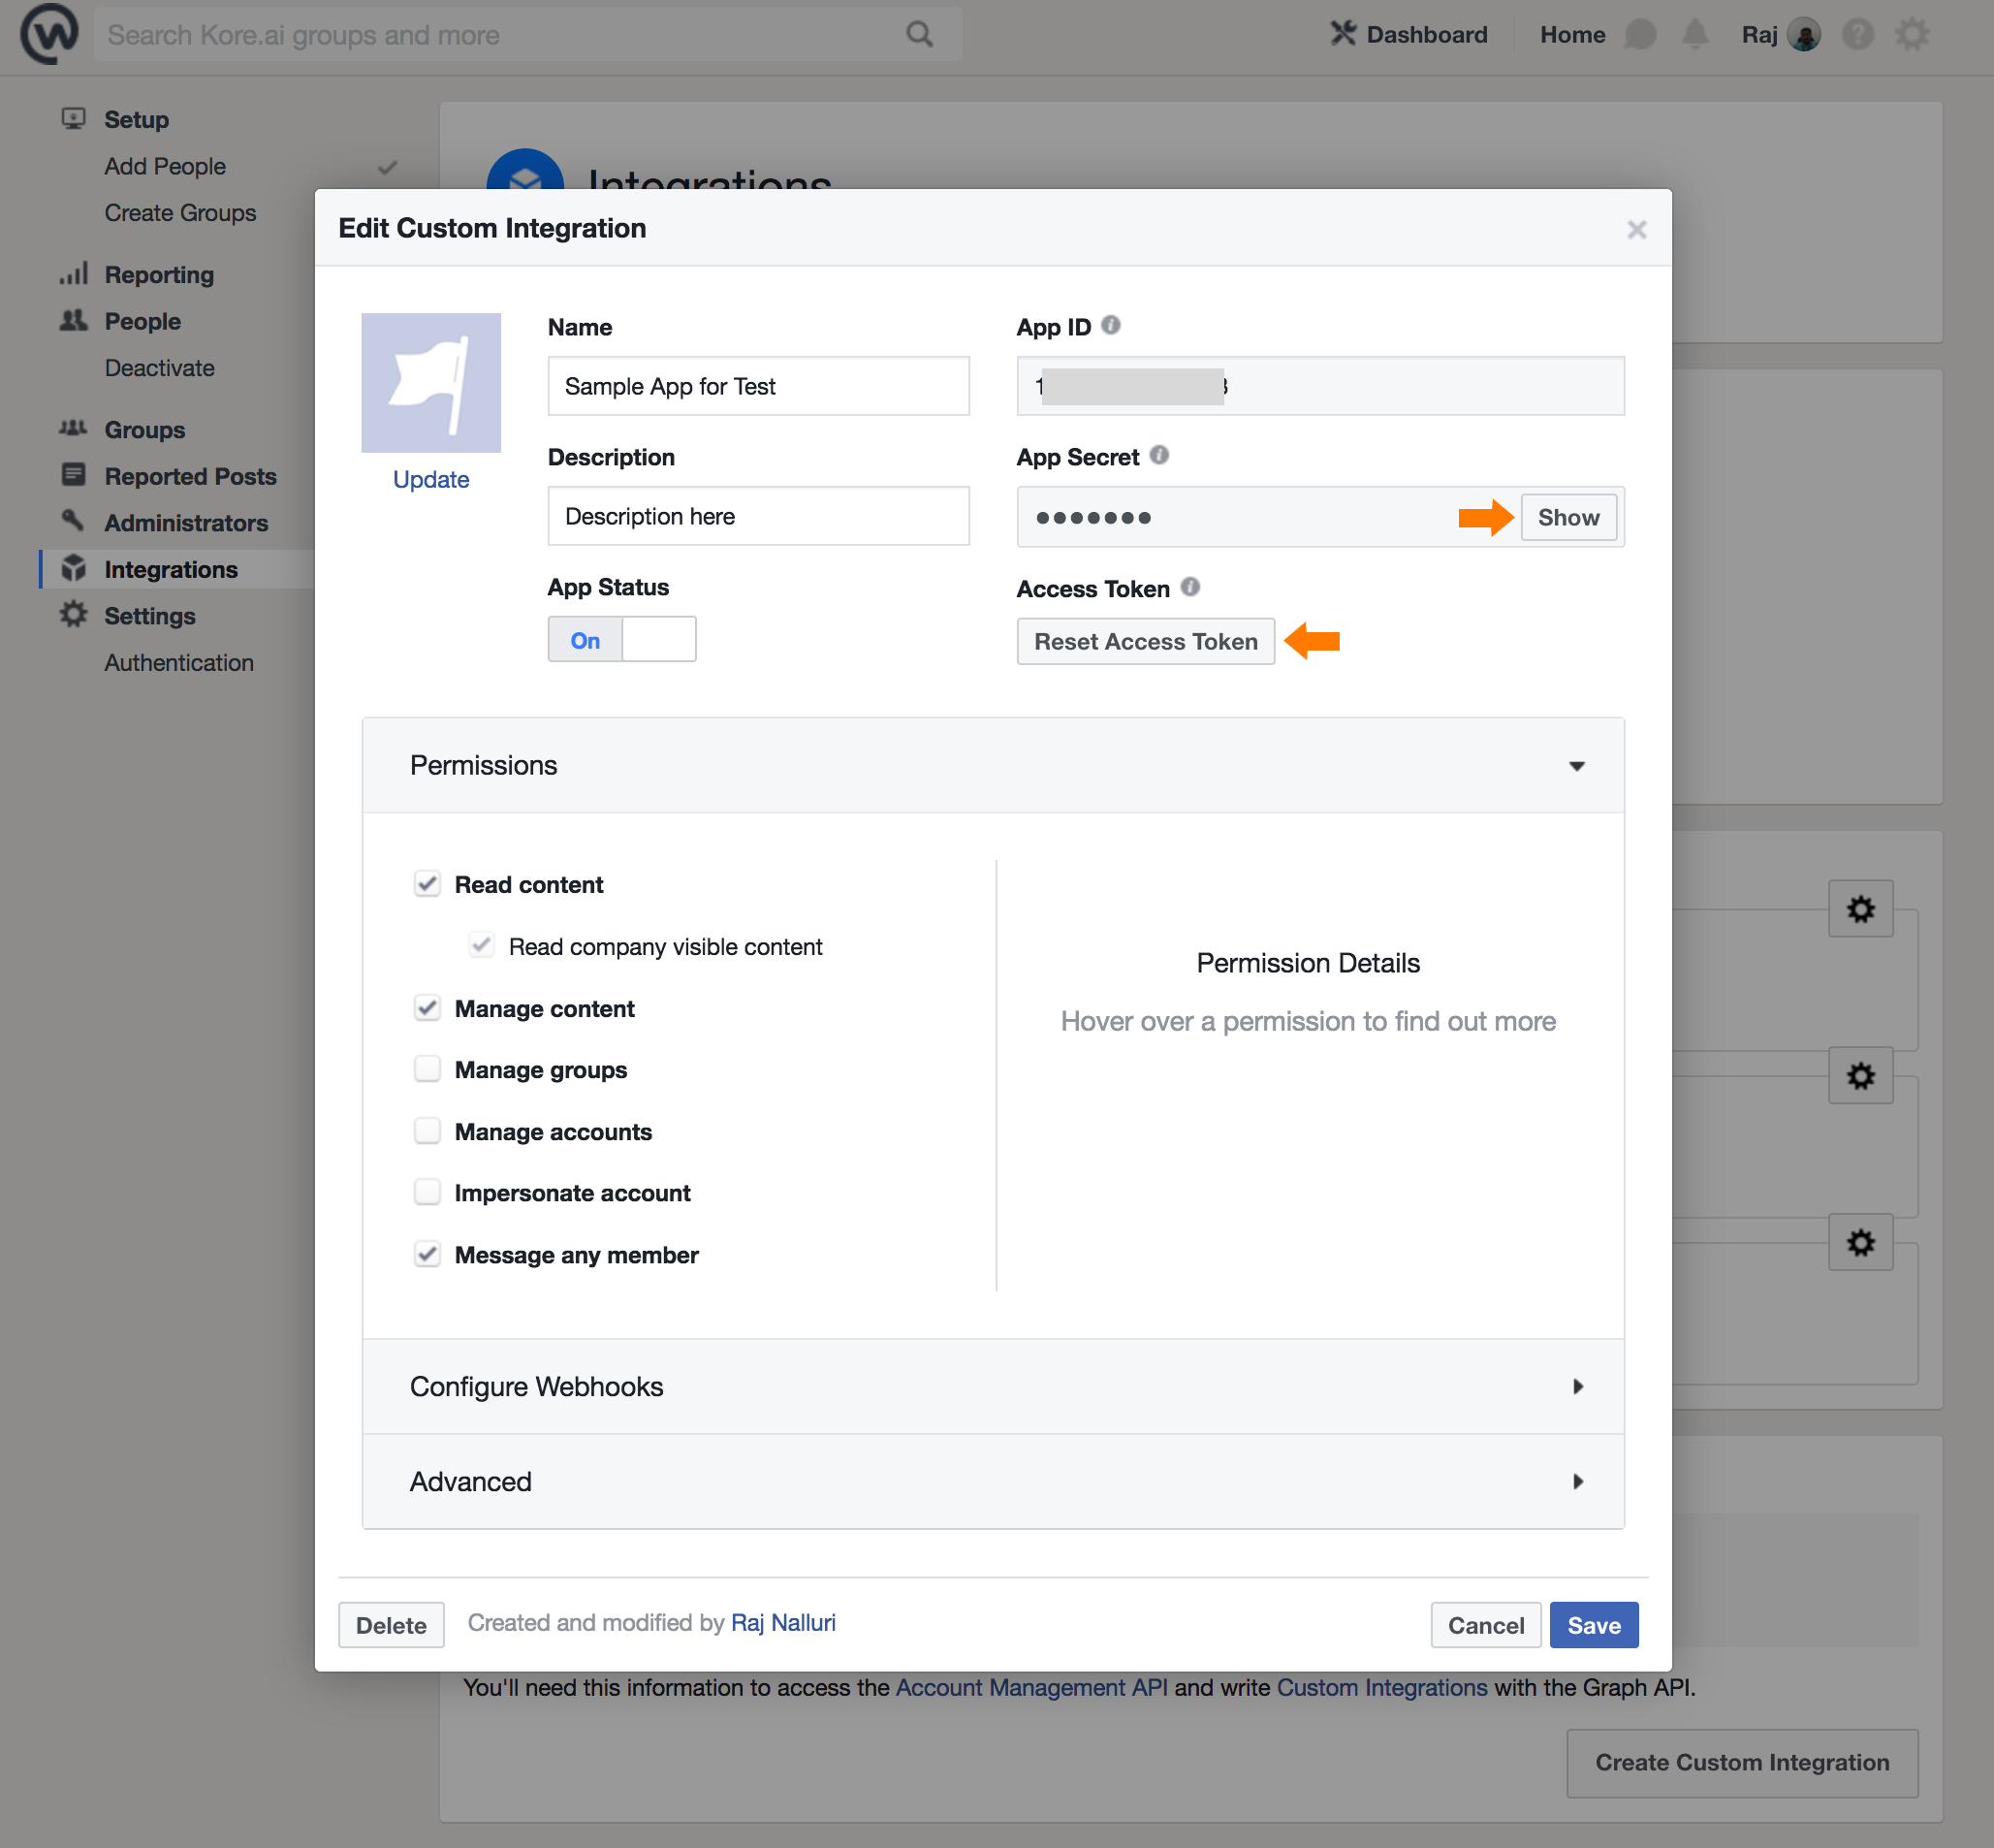 Search Kore.ai groups and more
Dashboard
Home
Raj
Setup
Add People
Create Groups
Reporting
People
Deactivate
Groups
Reported Posts
Administrators
Integrations
Settings
Authentication
Integrations
Edit Custom Integration
Name
Sample App for Test
Description
Description here
App Status
On
Update
App ID
App Secret
•••••••
Show
Access Token
Reset Access Token
Permissions
Read content
Read company visible content
Manage content
Manage groups
Manage accounts
Impersonate account
Message any member
Permission Details
Hover over a permission to find out more
Configure Webhooks
Advanced
Delete
Created and modified by Raj Nalluri
Cancel
Save
You'll need this information to access the Account Management API and write Custom Integrations with the Graph API.
Create Custom Integration